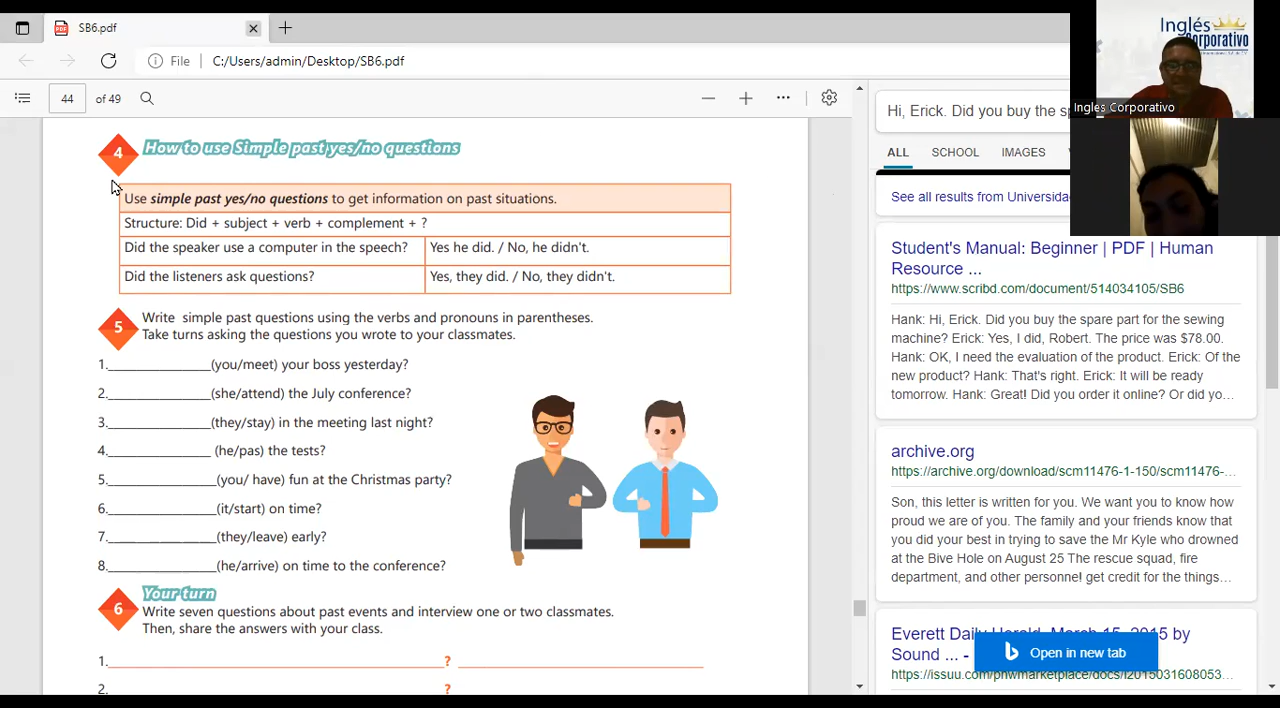 SB6.pdf
File
C:/Users/admin/Desktop/SB6.pdf
44
of 49
4
How to use Simple past yes/no questions
Use simple past yes/no questions to get information on past situations.
Structure: Did + subject + verb + complement + ?
Did the speaker use a computer in the speech?
Yes he did. / No, he didn't.
Did the listeners ask questions?
Yes, they did. / No, they didn't.
5
Write simple past questions using the verbs and pronouns in parentheses.
Take turns asking the questions you wrote to your classmates.
1.________________(you/meet) your boss yesterday?
2.________________(she/attend) the July conference?
3.________________(they/stay) in the meeting last night?
4.________________ (he/pas) the tests?
5.________________(you/ have) fun at the Christmas party?
6.________________(it/start) on time?
7.________________(they/leave) early?
8.________________(he/arrive) on time to the conference?
6
Your turn
Write seven questions about past events and interview one or two classmates.
Then, share the answers with your class.
1.________________?________________
2.________________?
Hi, Erick. Did you buy the sp
ALL
SCHOOL
IMAGES
See all results from Universida
Student's Manual: Beginner | PDF | Human
Resource ...
https://www.scribd.com/document/514034105/SB6
Hank: Hi, Erick. Did you buy the spare part for the sewing
machine? Erick: Yes, I did, Robert. The price was $78.00.
Hank: OK, I need the evaluation of the product. Erick: Of the
new product? Hank: That's right. Erick: It will be ready
tomorrow. Hank: Great! Did you order it online? Or did yo...
archive.org
https://archive.org/download/scm11476-1-150/scm11476-...
Son, this letter is written for you. We want you to know how
proud we are of you. The family and your friends know that
you did your best in trying to save the Mr Kyle who drowned
at the Bive Hole on August 25 The rescue squad, fire
department, and other personne! get credit for the things...
Everett Daily Herald, March 15, 2015 by
Sound ... -
https://issuu.com/pnwmarketplace/docs/i2015031608053...
Open in new tab
Inglés
Corporativo
Ingles Corporativo